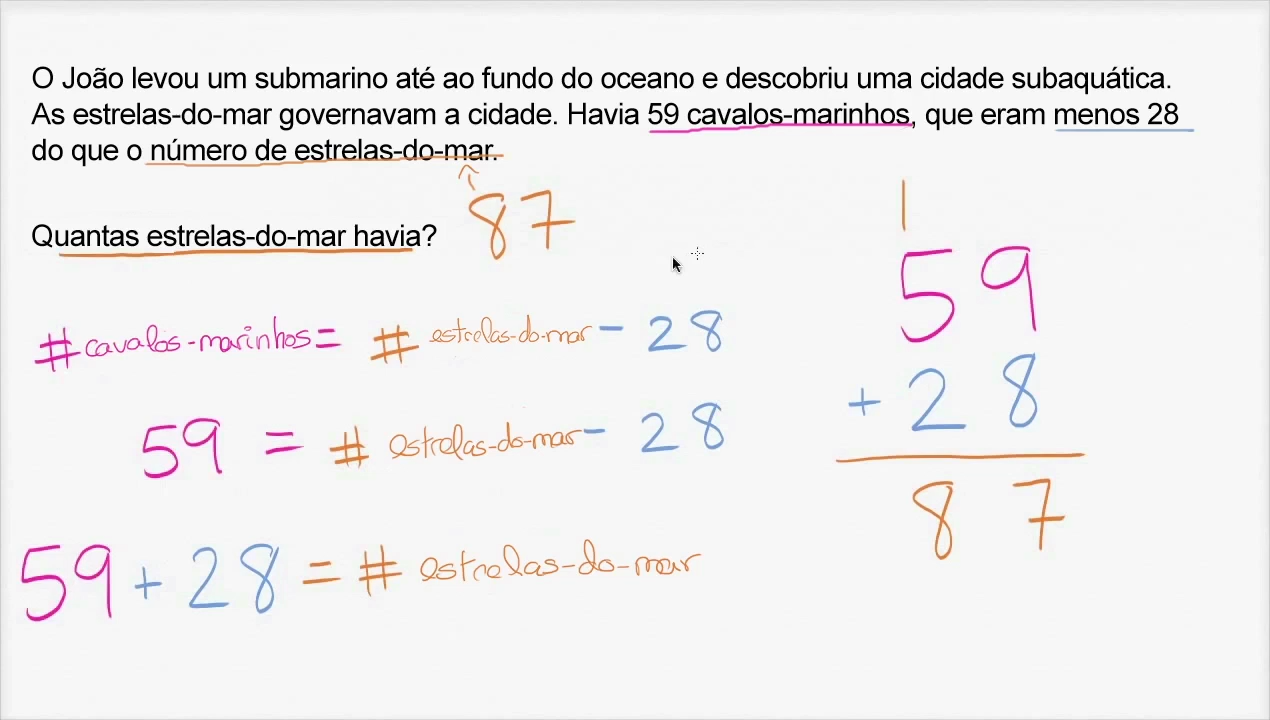 O João levou um submarino até ao fundo do oceano e descobriu uma cidade subaquática.
As estrelas-do-mar governavam a cidade. Havia 59 cavalos-marinhos, que eram menos 28
do que o número de estrelas-do-mar.
87
Quantas estrelas-do-mar havia?
# cavalos-marinhos = # estrelas-do-mar - 28
59 = # estrelas-do-mar - 28
59 + 28 = # estrelas-do-mar
1
59
+ 28
87